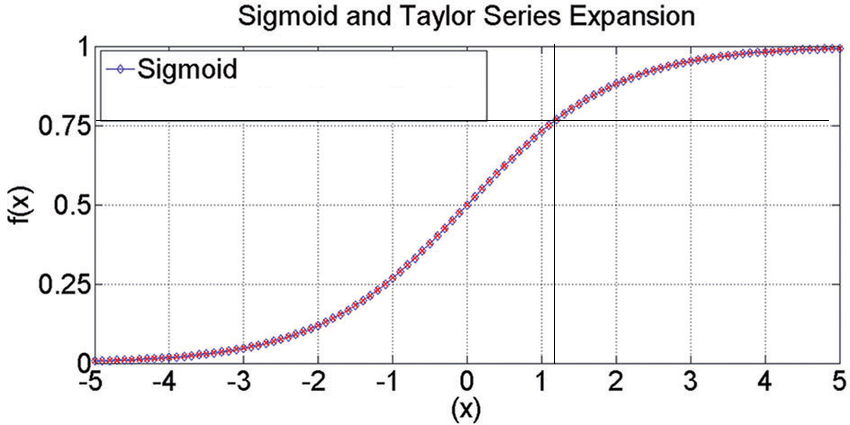 Sigmoid and Taylor Series Expansion
Sigmoid
1
0.75
0.5
0.25
0
f(x)
-5 -4 -3 -2 -1 0 1 2 3 4 5
(x)